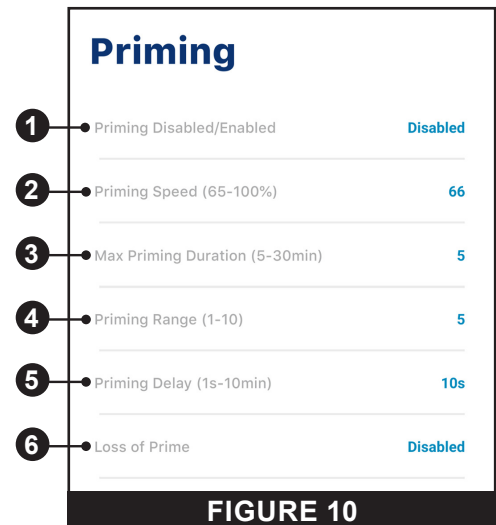 Priming
1 Priming Disabled/Enabled Disabled
2 Priming Speed (65-100%) 66
3 Max Priming Duration (5-30min) 5
4 Priming Range (1-10) 5
5 Priming Delay (1s-10min) 10s
6 Loss of Prime Disabled
FIGURE 10